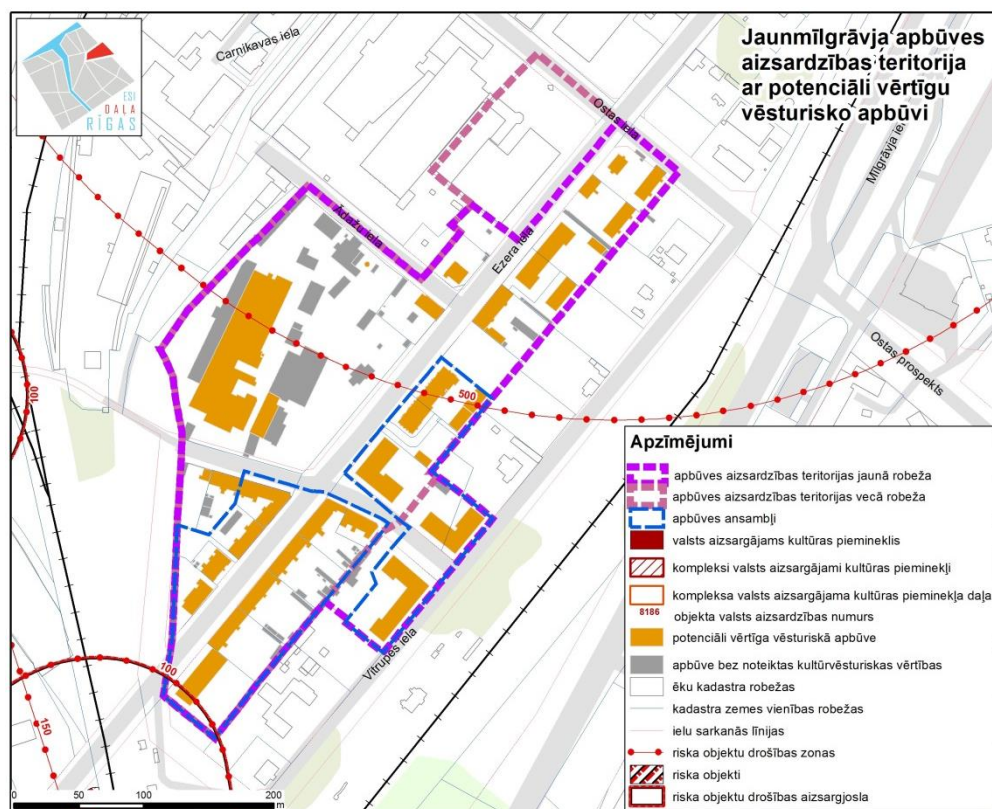 Jaunmīlgrāvja apbūves
aizsardzības teritorija
ar potenciāli vērtīgu
vēsturisko apbūvi
ESI
DAĻA
RĪGAS
Carnikavas iela
Ostas iela
Mīlgrāvja iel
Ādažu iela
Ezera iela
Ostas prospekts
500
100
Vītrupes iela
100
150
Apzīmējumi
apbūves aizsardzības teritorijas jaunā robeža
apbūves aizsardzības teritorijas vecā robeža
apbūves ansambļi
valsts aizsargājams kultūras piemineklis
kompleksi valsts aizsargājami kultūras pieminekļi
kompleksa valsts aizsargājama kultūras pieminekļa daļa
8186 objekta valsts aizsardzības numurs
potenciāli vērtīga vēsturiskā apbūve
apbūve bez noteiktas kultūrvēsturiskas vērtības
ēku kadastra robežas
kadastra zemes vienības robežas
ielu sarkanās līnijas
riska objektu drošības zonas
riska objekti
riska objektu drošības aizsargjosla
0 50 100 200
m